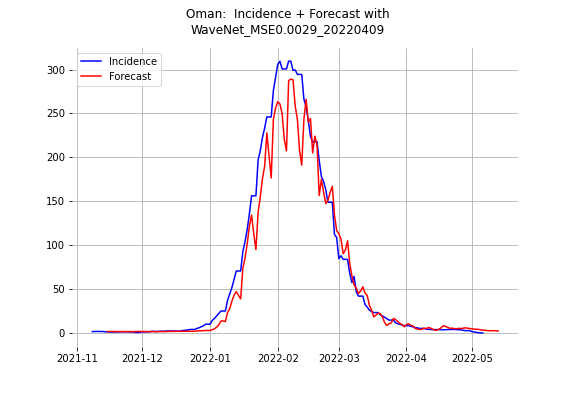 Oman:  Incidence + Forecast with
WaveNet_MSE0.0029_20220409
Incidence
Forecast
300
250
200
150
100
50
0
2021-11 2021-12 2022-01 2022-02 2022-03 2022-04 2022-05